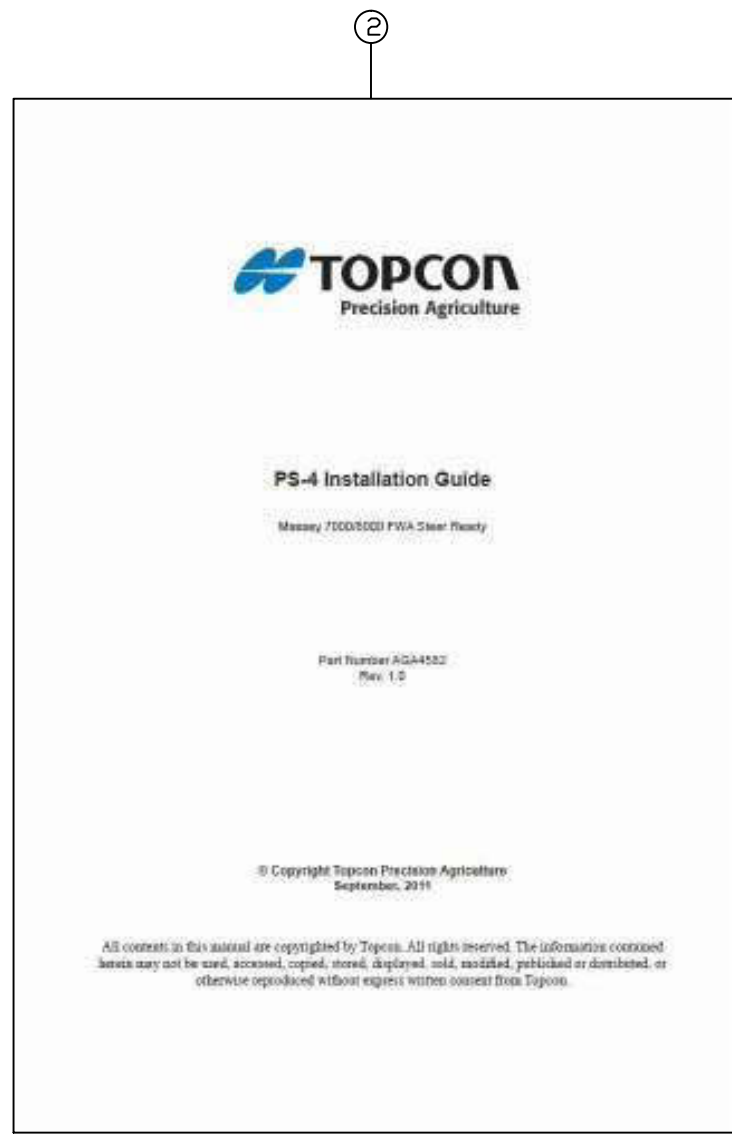 2
TOPCON
Precision Agriculture
PS-4 Installation Guide
Massey 7000/8000 FWA Steer Ready
Part Number AGA4582
Rev. 1.0
© Copyright Topcon Precision Agriculture
September, 2011
All contents in this manual are copyrighted by Topcon. All rights reserved. The information contained
herein may not be used, accessed, copied, stored, displayed, sold, modified, published or distributed, or
otherwise reproduced without express written consent from Topcon.